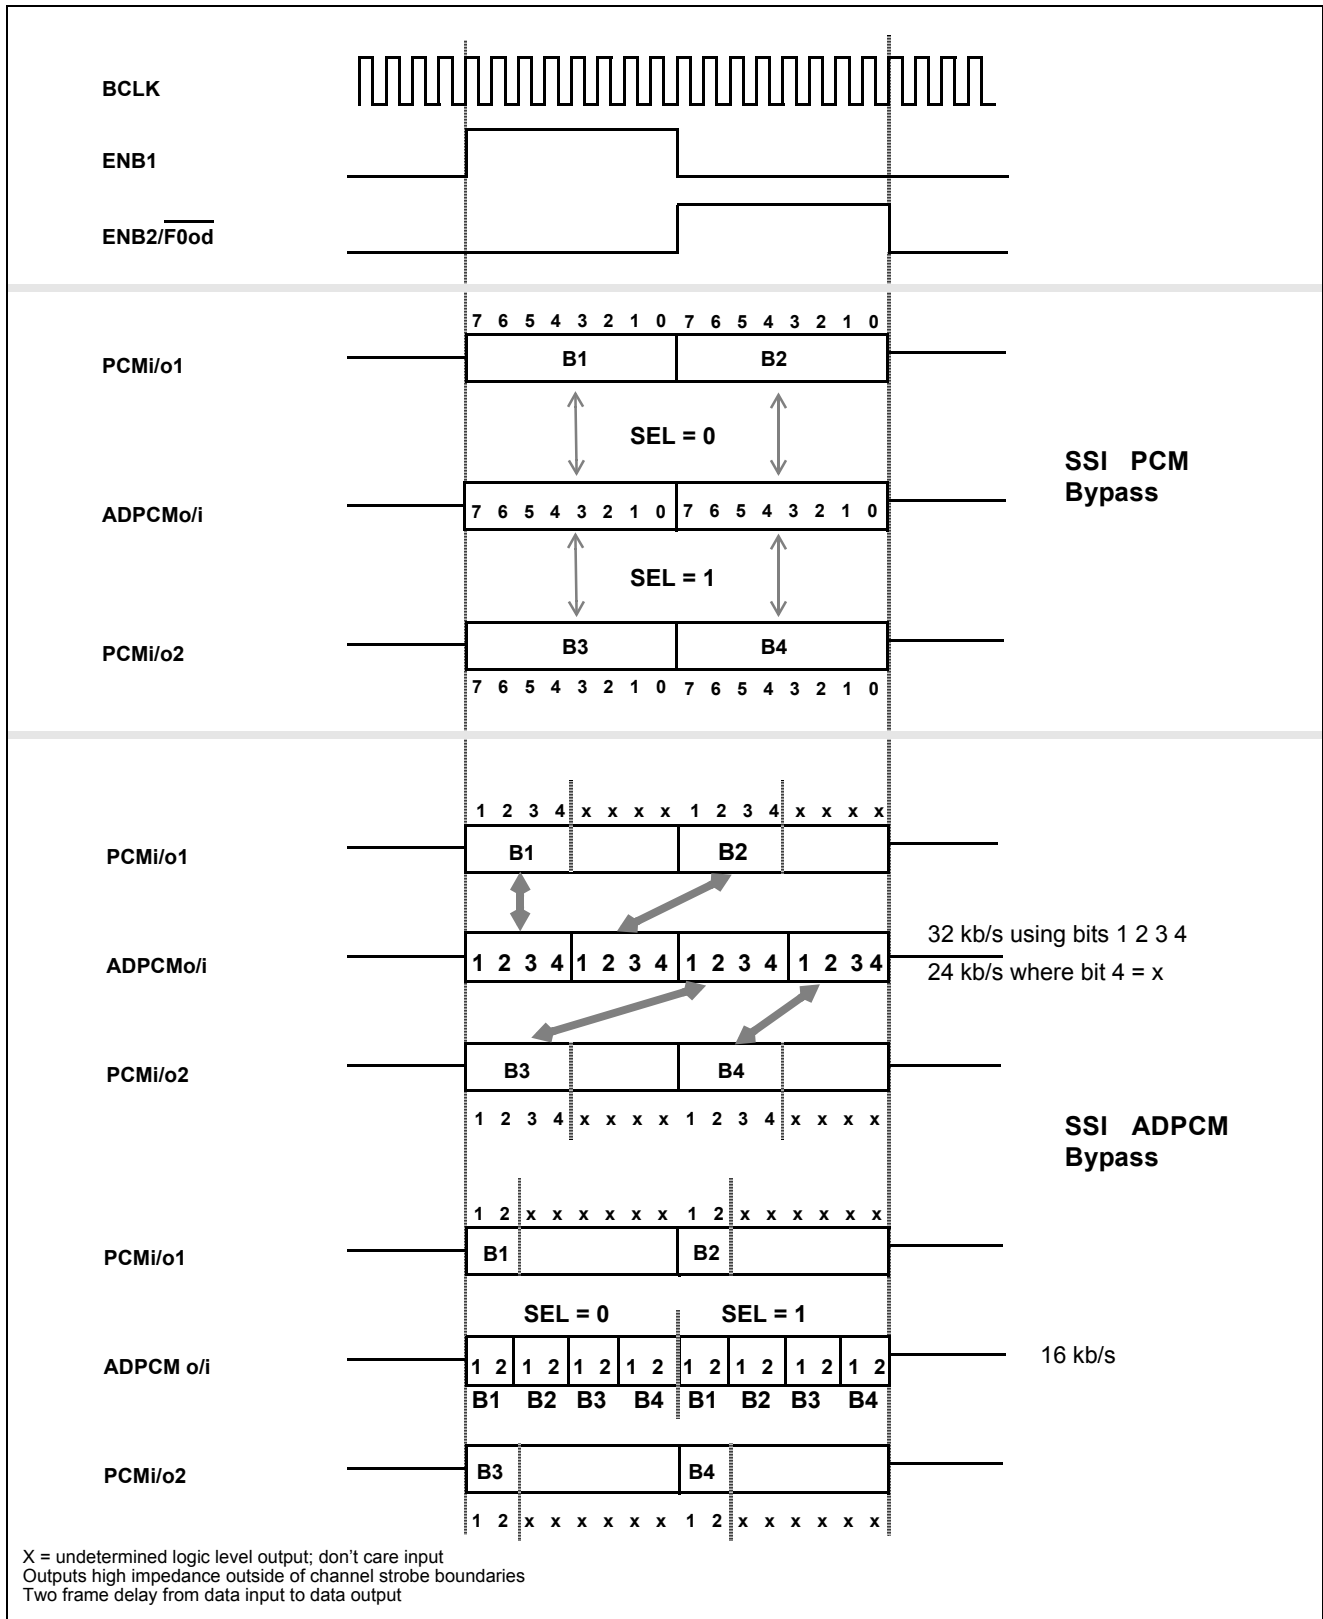 BCLK
ENB1
ENB2/F0od
7 6 5 4 3 2 1 0 7 6 5 4 3 2 1 0
PCMi/o1
B1 B2
SEL = 0
SSI PCM
Bypass
ADPCMo/i
7 6 5 4 3 2 1 0 7 6 5 4 3 2 1 0
SEL = 1
PCMi/o2
B3 B4
7 6 5 4 3 2 1 0 7 6 5 4 3 2 1 0
1 2 3 4 x x x x 1 2 3 4 x x x x
PCMi/o1
B1 B2
32 kb/s using bits 1 2 3 4
ADPCMo/i
1 2 3 4 1 2 3 4 1 2 3 4 1 2 3 4
24 kb/s where bit 4 = x
PCMi/o2
B3 B4
1 2 3 4 x x x x 1 2 3 4 x x x x
SSI ADPCM
Bypass
1 2 x x x x x x 1 2 x x x x x x
PCMi/o1
B1 B2
SEL = 0 SEL = 1
ADPCM o/i
1 2 1 2 1 2 1 2 1 2 1 2 1 2 1 2
16 kb/s
B1 B2 B3 B4 B1 B2 B3 B4
PCMi/o2
B3 B4
1 2 x x x x x x 1 2 x x x x x x
X = undetermined logic level output; don't care input
Outputs high impedance outside of channel strobe boundaries
Two frame delay from data input to data output